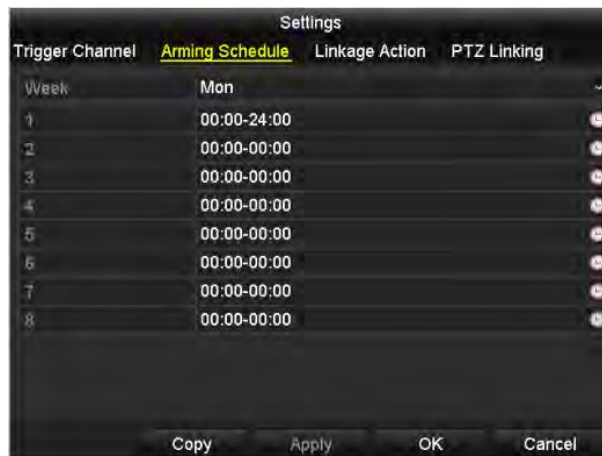 Settings
Trigger Channel Arming Schedule Linkage Action PTZ Linking
Week Mon
1 00:00-24:00
2 00:00-00:00
3 00:00-00:00
4 00:00-00:00
5 00:00-00:00
6 00:00-00:00
7 00:00-00:00
8 00:00-00:00
Copy Apply OK Cancel